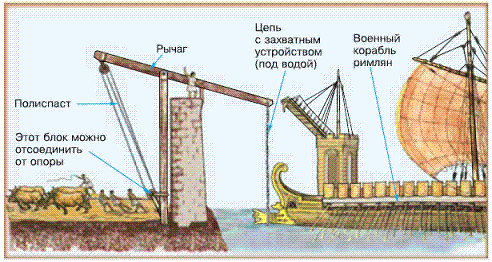 Рычаг
Цепь
с захватным
устройством
(под водой)
Военный
корабль
римлян
Полиспаст
Этот блок можно
отсоединить
от опоры